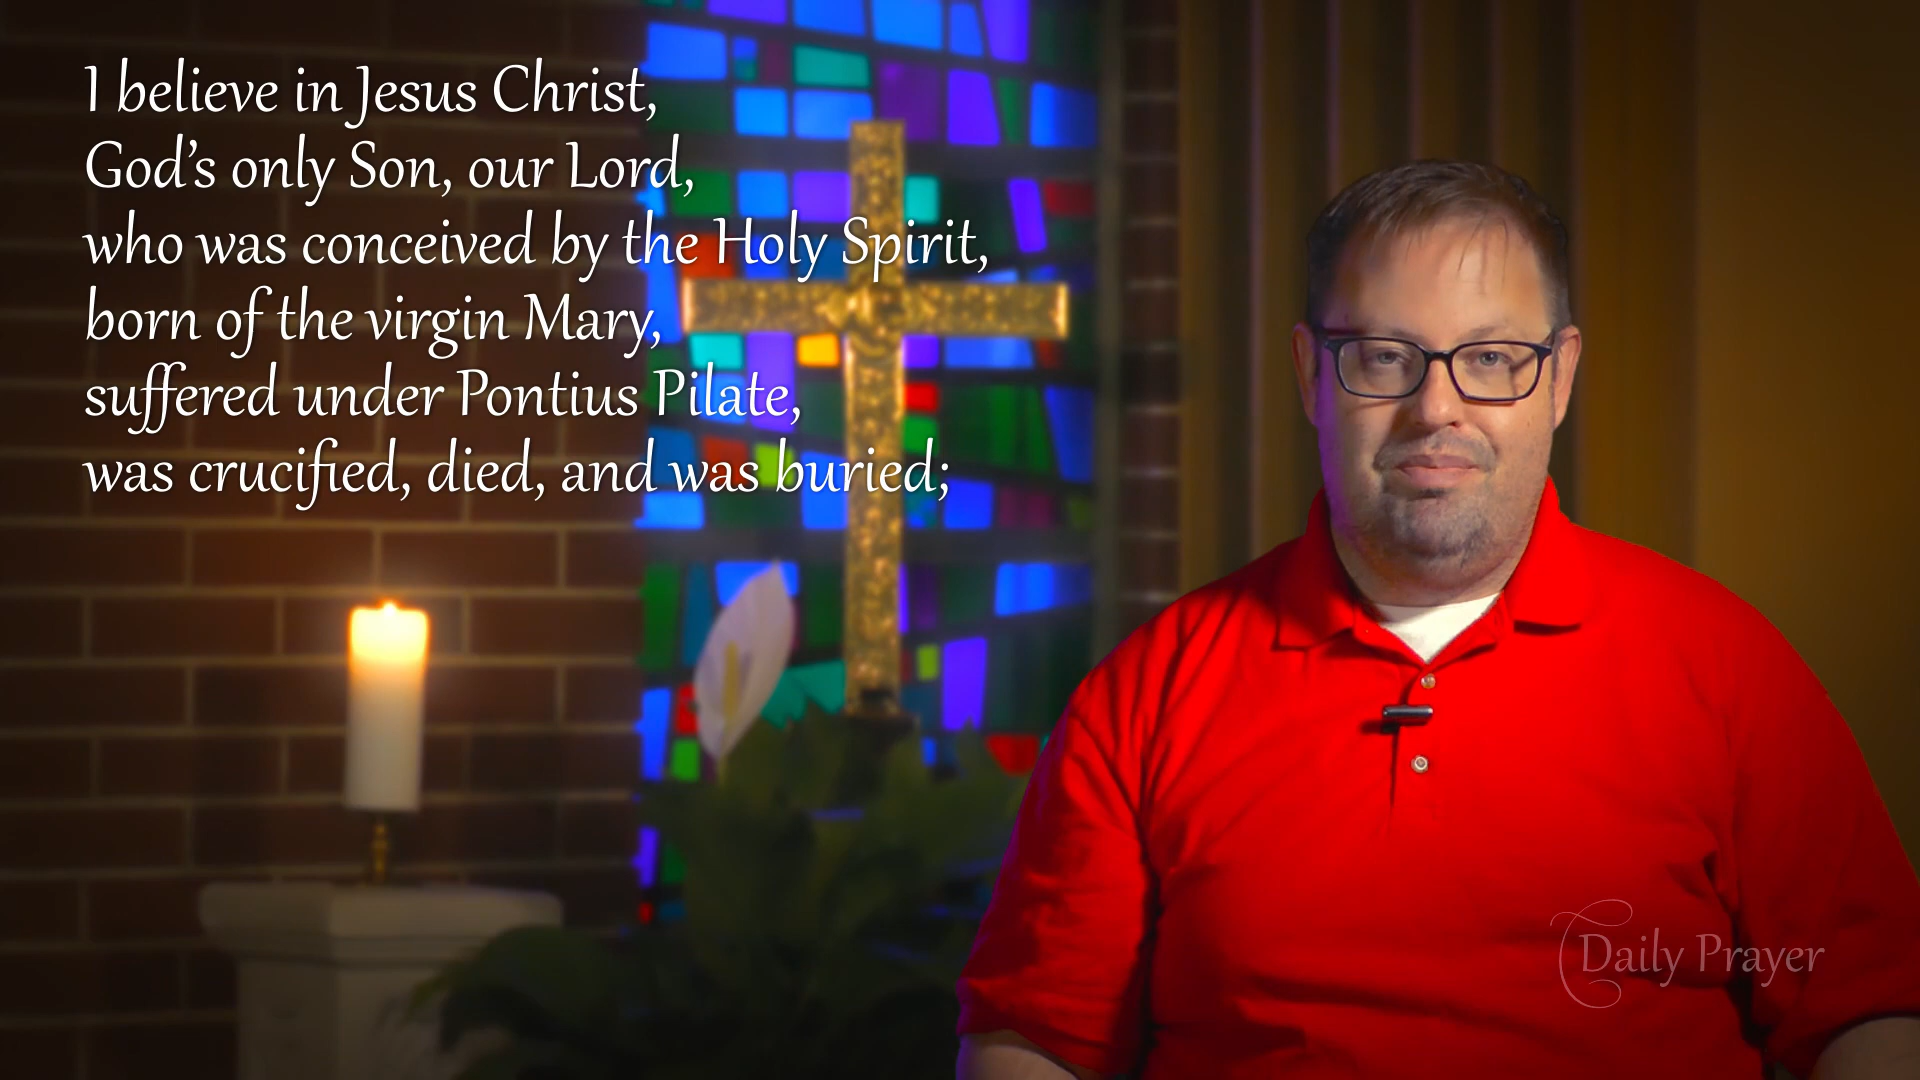 I believe in Jesus Christ,
God’s only Son, our Lord,
who was conceived by the Holy Spirit,
born of the virgin Mary,
suffered under Pontius Pilate,
was crucified, died, and was buried;
Daily Prayer